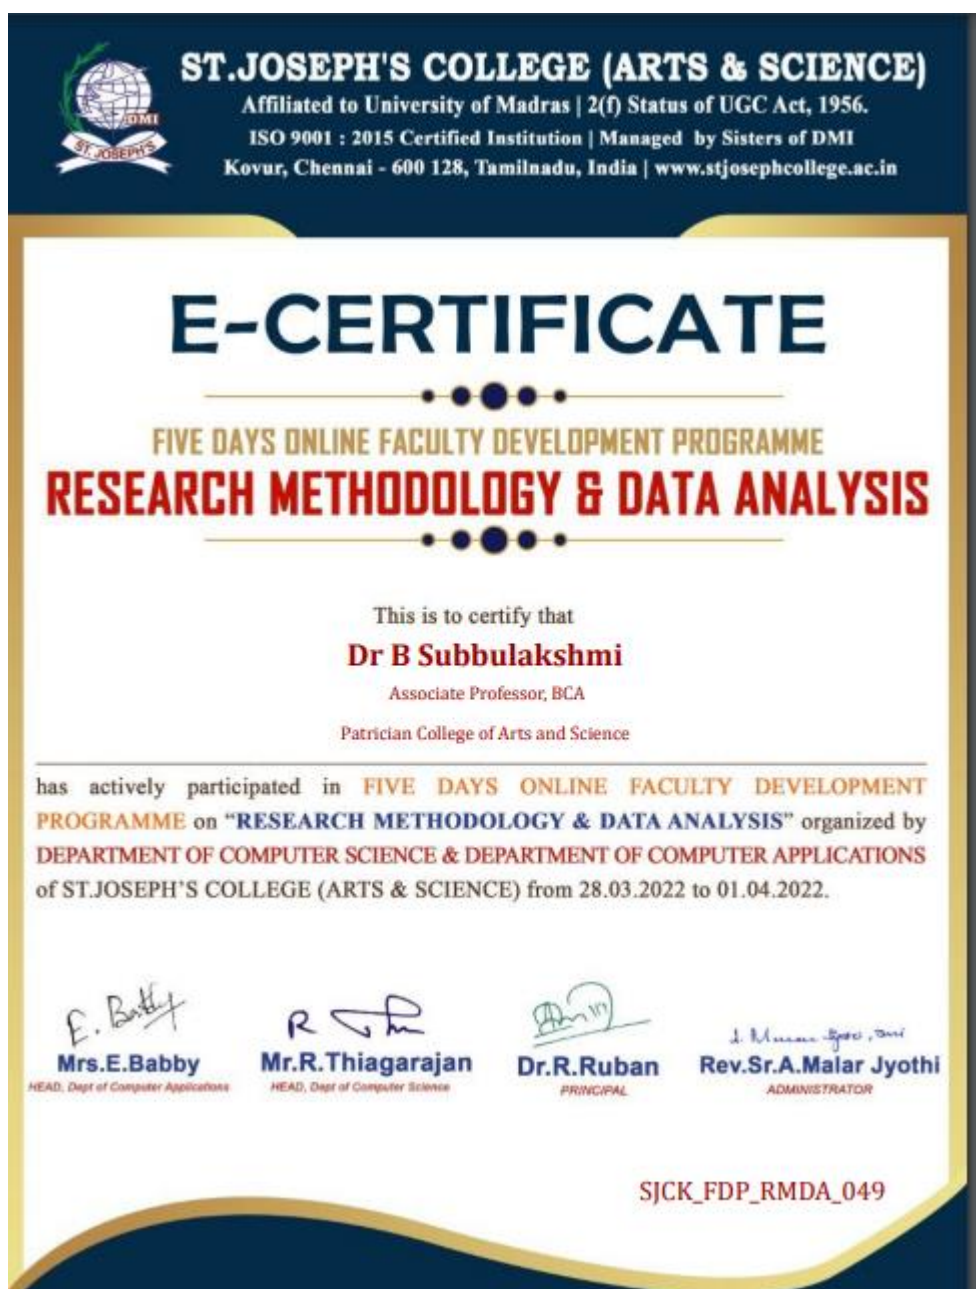 ST.JOSEPH'S COLLEGE (ARTS & SCIENCE)
Affiliated to University of Madras | 2(f) Status of UGC Act, 1956.
ISO 9001 : 2015 Certified Institution | Managed by Sisters of DMI
Kovur, Chennai - 600 128, Tamilnadu, India | www.stjosephcollege.ac.in
DMI
ST. JOSEPH'S
E-CERTIFICATE
FIVE DAYS ONLINE FACULTY DEVELOPMENT PROGRAMME
RESEARCH METHODOLOGY & DATA ANALYSIS
This is to certify that
Dr B Subbulakshmi
Associate Professor, BCA
Patrician College of Arts and Science
has actively participated in FIVE DAYS ONLINE FACULTY DEVELOPMENT
PROGRAMME on “RESEARCH METHODOLOGY & DATA ANALYSIS” organized by
DEPARTMENT OF COMPUTER SCIENCE & DEPARTMENT OF COMPUTER APPLICATIONS
of ST.JOSEPH’S COLLEGE (ARTS & SCIENCE) from 28.03.2022 to 01.04.2022.
E. Babby
Mrs.E.Babby
HEAD, Dept of Computer Applications
Mr.R.Thiagarajan
HEAD, Dept of Computer Science
Dr.R.Ruban
PRINCIPAL
Rev.Sr.A.Malar Jyothi
ADMINISTRATOR
SJCK_FDP_RMDA_049